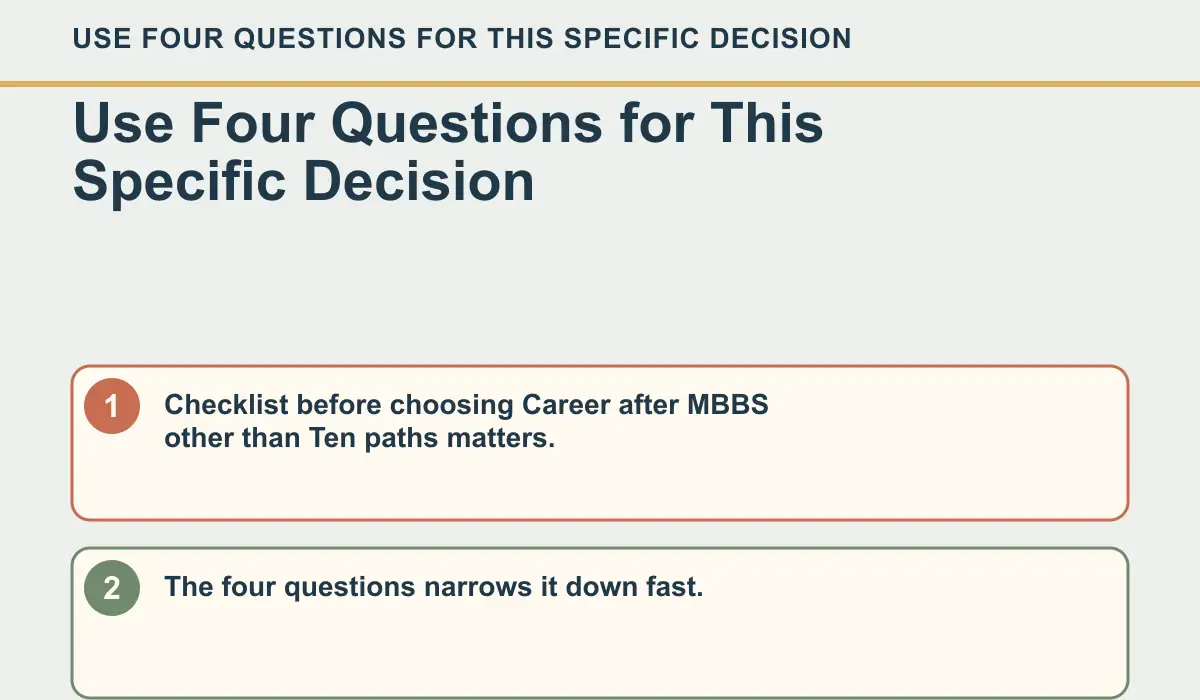 USE FOUR QUESTIONS FOR THIS SPECIFIC DECISION
Use Four Questions for This
Specific Decision
1
Checklist before choosing Career after MBBS
other than Ten paths matters.
2
The four questions narrows it down fast.